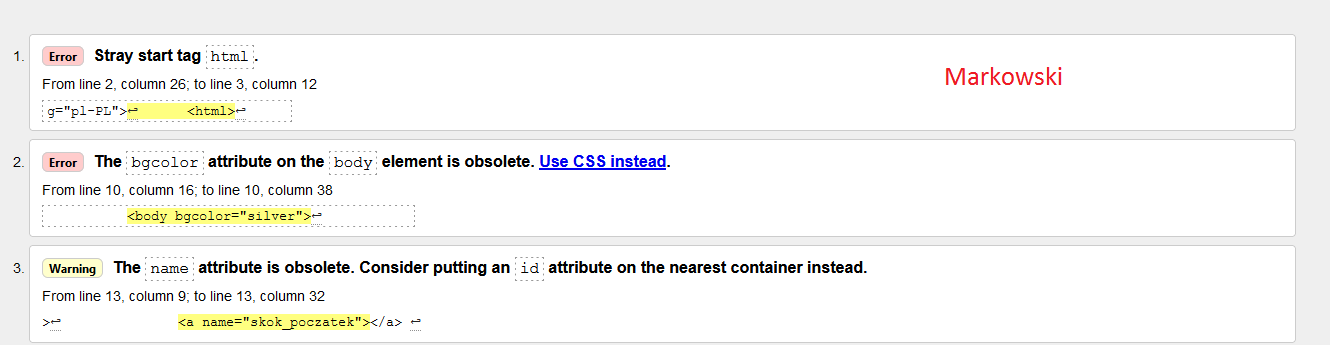 1. Error Stray start tag html.
Markowski
From line 2, column 26; to line 3, column 12
g="pl-PL">↩ <html>↩
2. Error The bgcolor attribute on the body element is obsolete. Use CSS instead.
From line 10, column 16; to line 10, column 38
<body bgcolor="silver">↩
3. Warning The name attribute is obsolete. Consider putting an id attribute on the nearest container instead.
From line 13, column 9; to line 13, column 32
>↩ <a name="skok_poczatek"></a> ↩